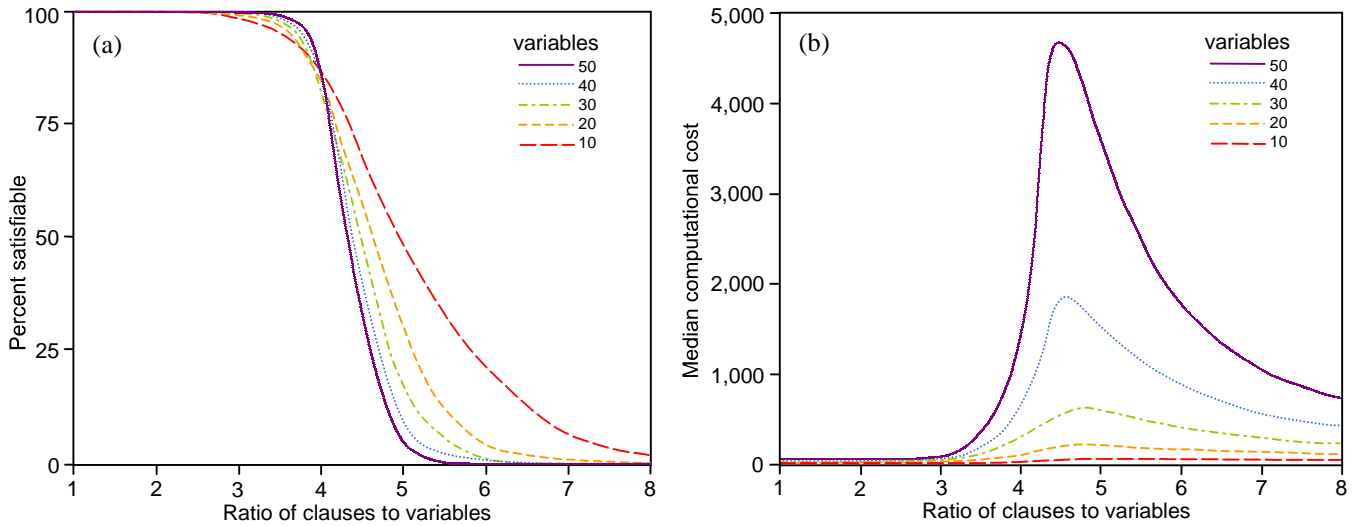 (a)
variables
50
40
30
20
10
100
75
50
25
0
1 2 3 4 5 6 7 8
Percent satisfiable
Ratio of clauses to variables
(b)
variables
50
40
30
20
10
5,000
4,000
3,000
2,000
1,000
0
1 2 3 4 5 6 7 8
Median computational cost
Ratio of clauses to variables